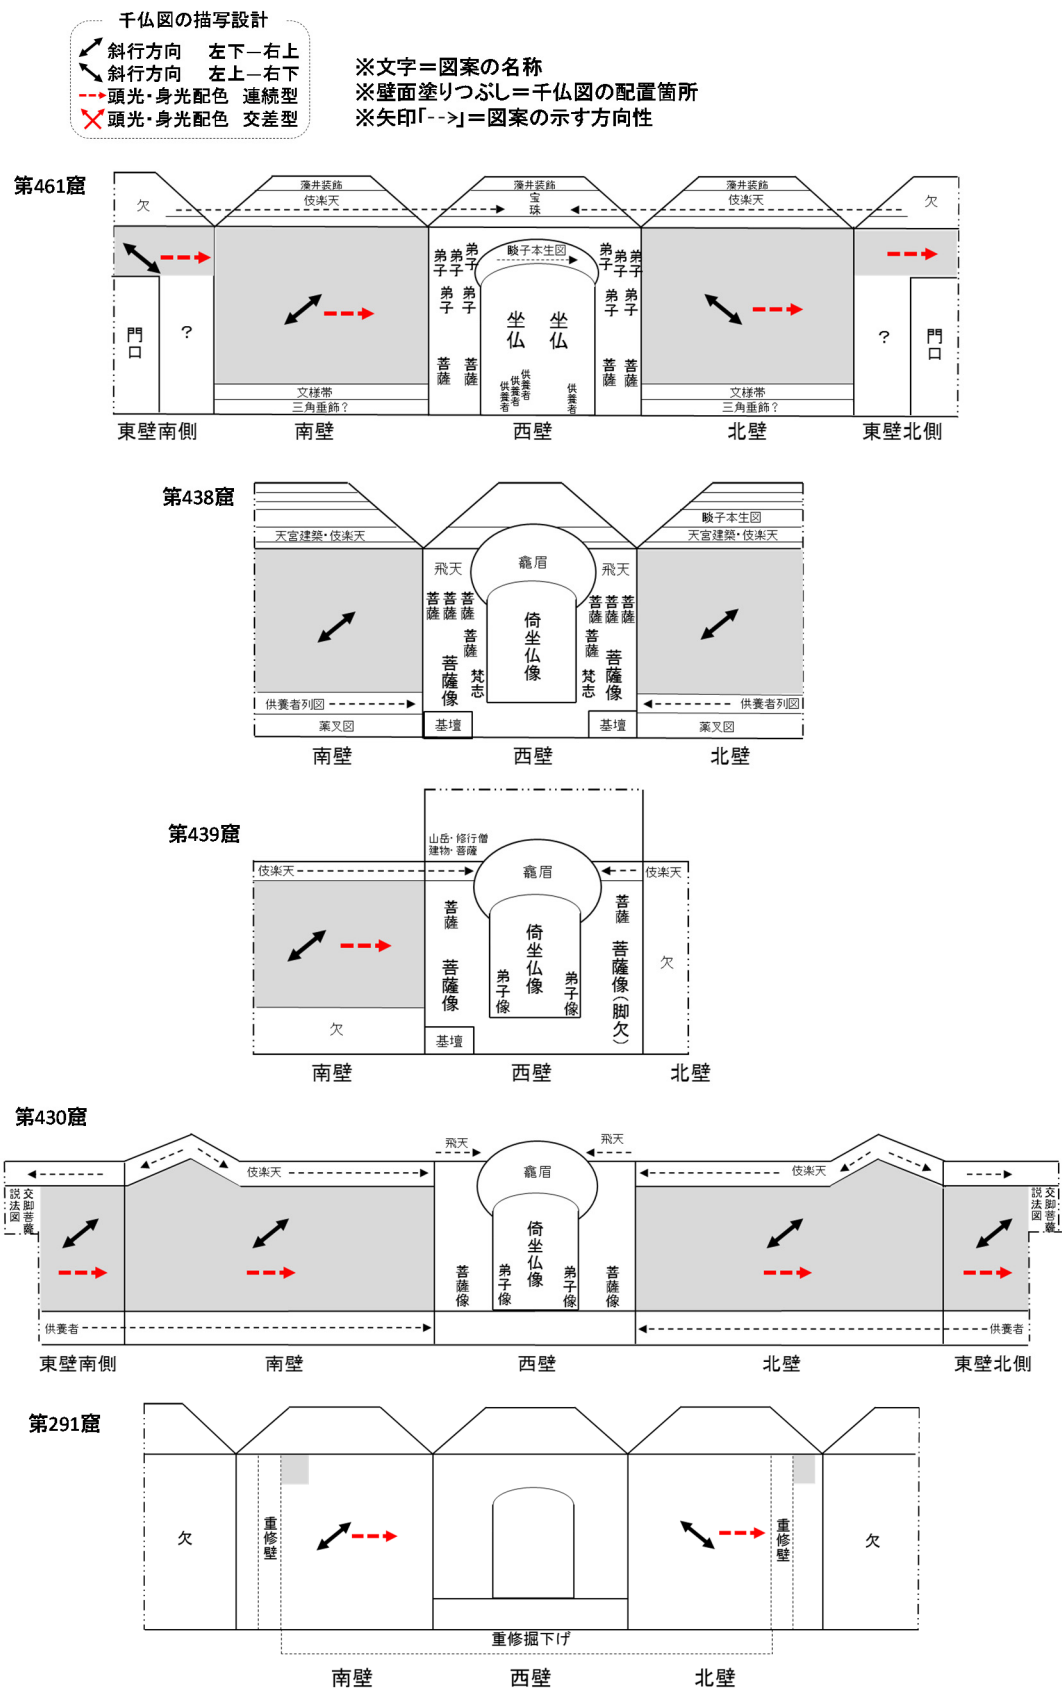 千仏図の描写設計
斜行方向 左下―右上
斜行方向 左上―右下
頭光・身光配色 連続型
頭光・身光配色 交差型
※文字＝図案の名称
※壁面塗りつぶし＝千仏図の配置箇所
※矢印「-->」＝図案の示す方向性
第461窟
欠
藻井装飾
伎楽天
藻井装飾
宝珠
藻井装飾
伎楽天
欠
門口
？
文様帯
三角垂飾？
弟子
弟子
弟子
弟子
弟子
菩薩
菩薩
睒子本生図
坐仏
坐仏
供養者
供養者
供養者
供養者
弟子
弟子
弟子
弟子
弟子
菩薩
菩薩
文様帯
三角垂飾？
？
門口
東壁南側
南壁
西壁
北壁
東壁北側
第438窟
天宮建築・伎楽天
供養者列図
薬叉図
飛天
菩薩
菩薩
菩薩
菩薩
菩薩像
梵志
基壇
龕眉
倚坐仏像
飛天
菩薩
菩薩
菩薩
菩薩
菩薩像
梵志
基壇
睒子本生図
天宮建築・伎楽天
供養者列図
薬叉図
南壁
西壁
北壁
第439窟
山岳・修行僧
建物・菩薩
伎楽天
欠
菩薩
菩薩像
基壇
龕眉
倚坐仏像
弟子像
弟子像
菩薩
菩薩像（脚欠）
伎楽天
欠
南壁
西壁
北壁
第430窟
交脚菩薩
説法図
伎楽天
飛天
龕眉
倚坐仏像
弟子像
弟子像
菩薩像
菩薩像
飛天
伎楽天
交脚菩薩
説法図
供養者
供養者
東壁南側
南壁
西壁
北壁
東壁北側
第291窟
欠
重修壁
重修壁
欠
重修掘下げ
南壁
西壁
北壁